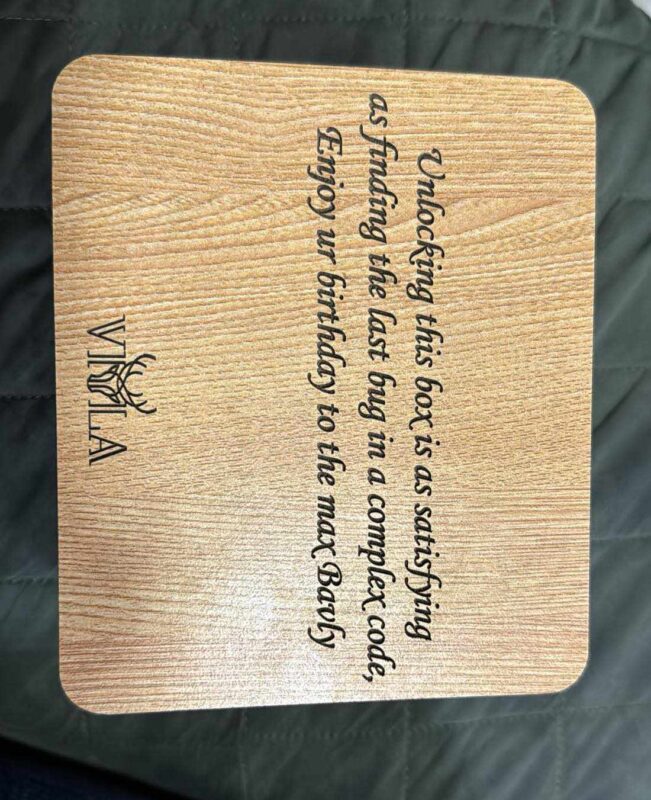 Unlocking this box is as satisfying
as finding the last bug in a complex code,
Enjoy ur birthday to the max Bavly
VIOLA